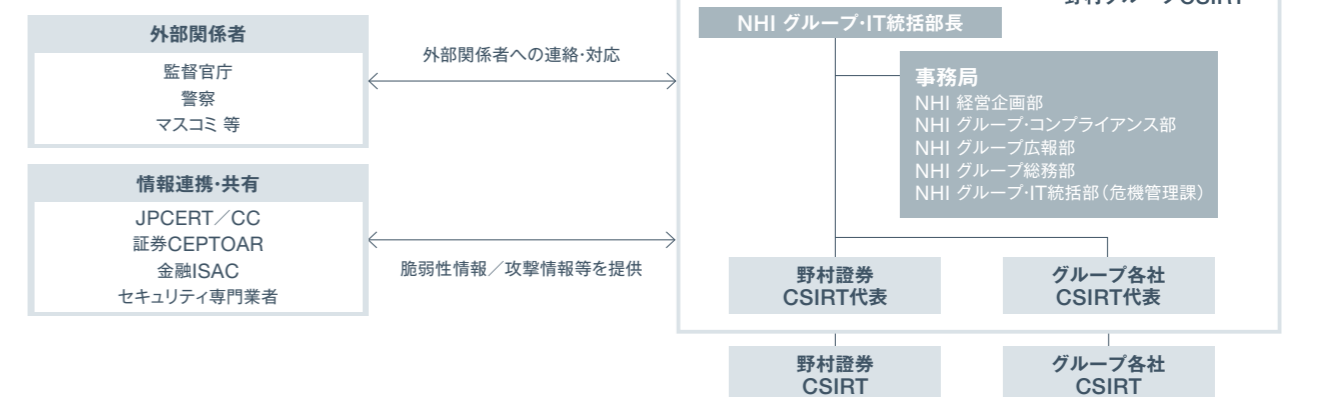 野村グループCSIRT
NHI グループ・IT統括部長
外部関係者
監督官庁
警察
マスコミ 等
外部関係者への連絡・対応
事務局
NHI 経営企画部
NHI グループ・コンプライアンス部
NHI グループ広報部
NHI グループ総務部
NHI グループ・IT統括部（危機管理課）
情報連携・共有
JPCERT／CC
証券CEPTOAR
金融ISAC
セキュリティ専門業者
脆弱性情報／攻撃情報等を提供
野村證券
CSIRT代表
グループ各社
CSIRT代表
野村證券
CSIRT
グループ各社
CSIRT